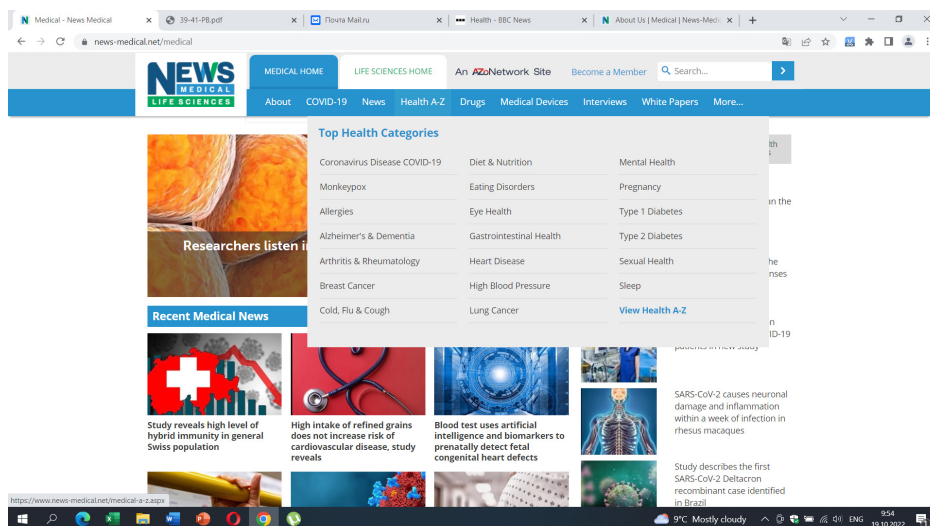 Medical - News Medical
39-41-PB.pdf
Почта Mail.ru
Health - BBC News
About Us | Medical | News-Medic
news-medical.net/medical
NEWS
MEDICAL
LIFE SCIENCES
MEDICAL HOME
LIFE SCIENCES HOME
An AZoNetwork Site
Become a Member
Search...
About COVID-19 News Health A-Z Drugs Medical Devices Interviews White Papers More...
Top Health Categories
Coronavirus Disease COVID-19 Diet & Nutrition Mental Health
Monkeypox Eating Disorders Pregnancy
Allergies Eye Health Type 1 Diabetes
Alzheimer's & Dementia Gastrointestinal Health Type 2 Diabetes
Arthritis & Rheumatology Heart Disease Sexual Health
Breast Cancer High Blood Pressure Sleep
Cold, Flu & Cough Lung Cancer View Health A-Z
Researchers listen
Recent Medical News
Study reveals high level of
hybrid immunity in general
Swiss population
High intake of refined grains
does not increase risk of
cardiovascular disease, study
reveals
Blood test uses artificial
intelligence and biomarkers to
prenatally detect fetal
congenital heart defects
n the
he
nses
ID-19
patients in new study
SARS-CoV-2 causes neuronal
damage and inflammation
within a week of infection in
rhesus macaques
Study describes the first
SARS-CoV-2 Deltacron
recombinant case identified
in Brazil
https://www.news-medical.net/medical-a-z.aspx
9°C Mostly cloudy
ENG
9:54
19.10.2022